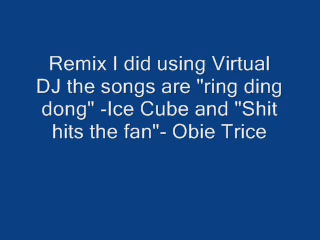 Remix I did using Virtual
DJ the songs are "ring ding
dong" -Ice Cube and "Shit
hits the fan"- Obie Trice